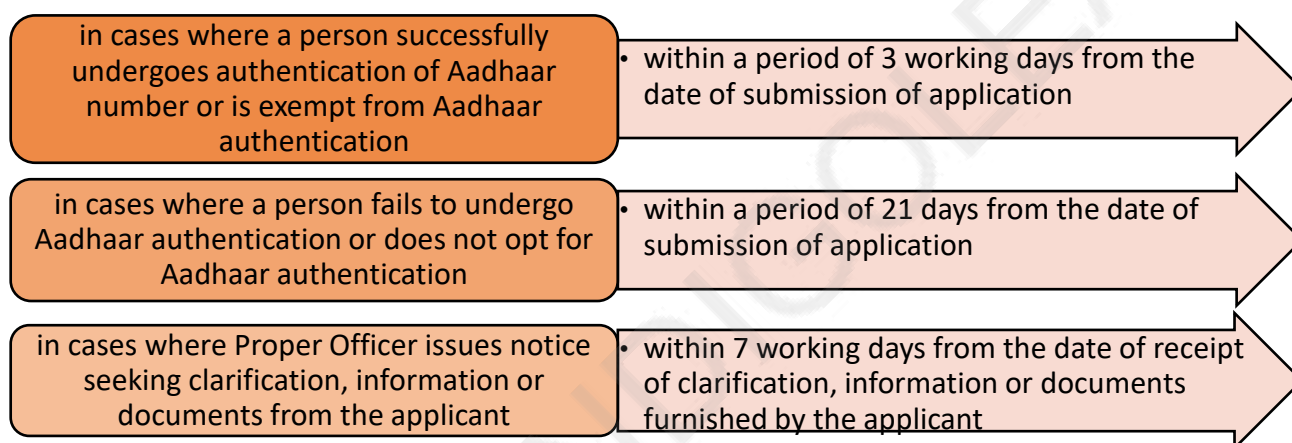 in cases where a person successfully
undergoes authentication of Aadhaar
number or is exempt from Aadhaar
authentication
• within a period of 3 working days from the
date of submission of application
in cases where a person fails to undergo
Aadhaar authentication or does not opt for
Aadhaar authentication
• within a period of 21 days from the date of
submission of application
in cases where Proper Officer issues notice
seeking clarification, information or
documents from the applicant
• within 7 working days from the date of receipt
of clarification, information or documents
furnished by the applicant